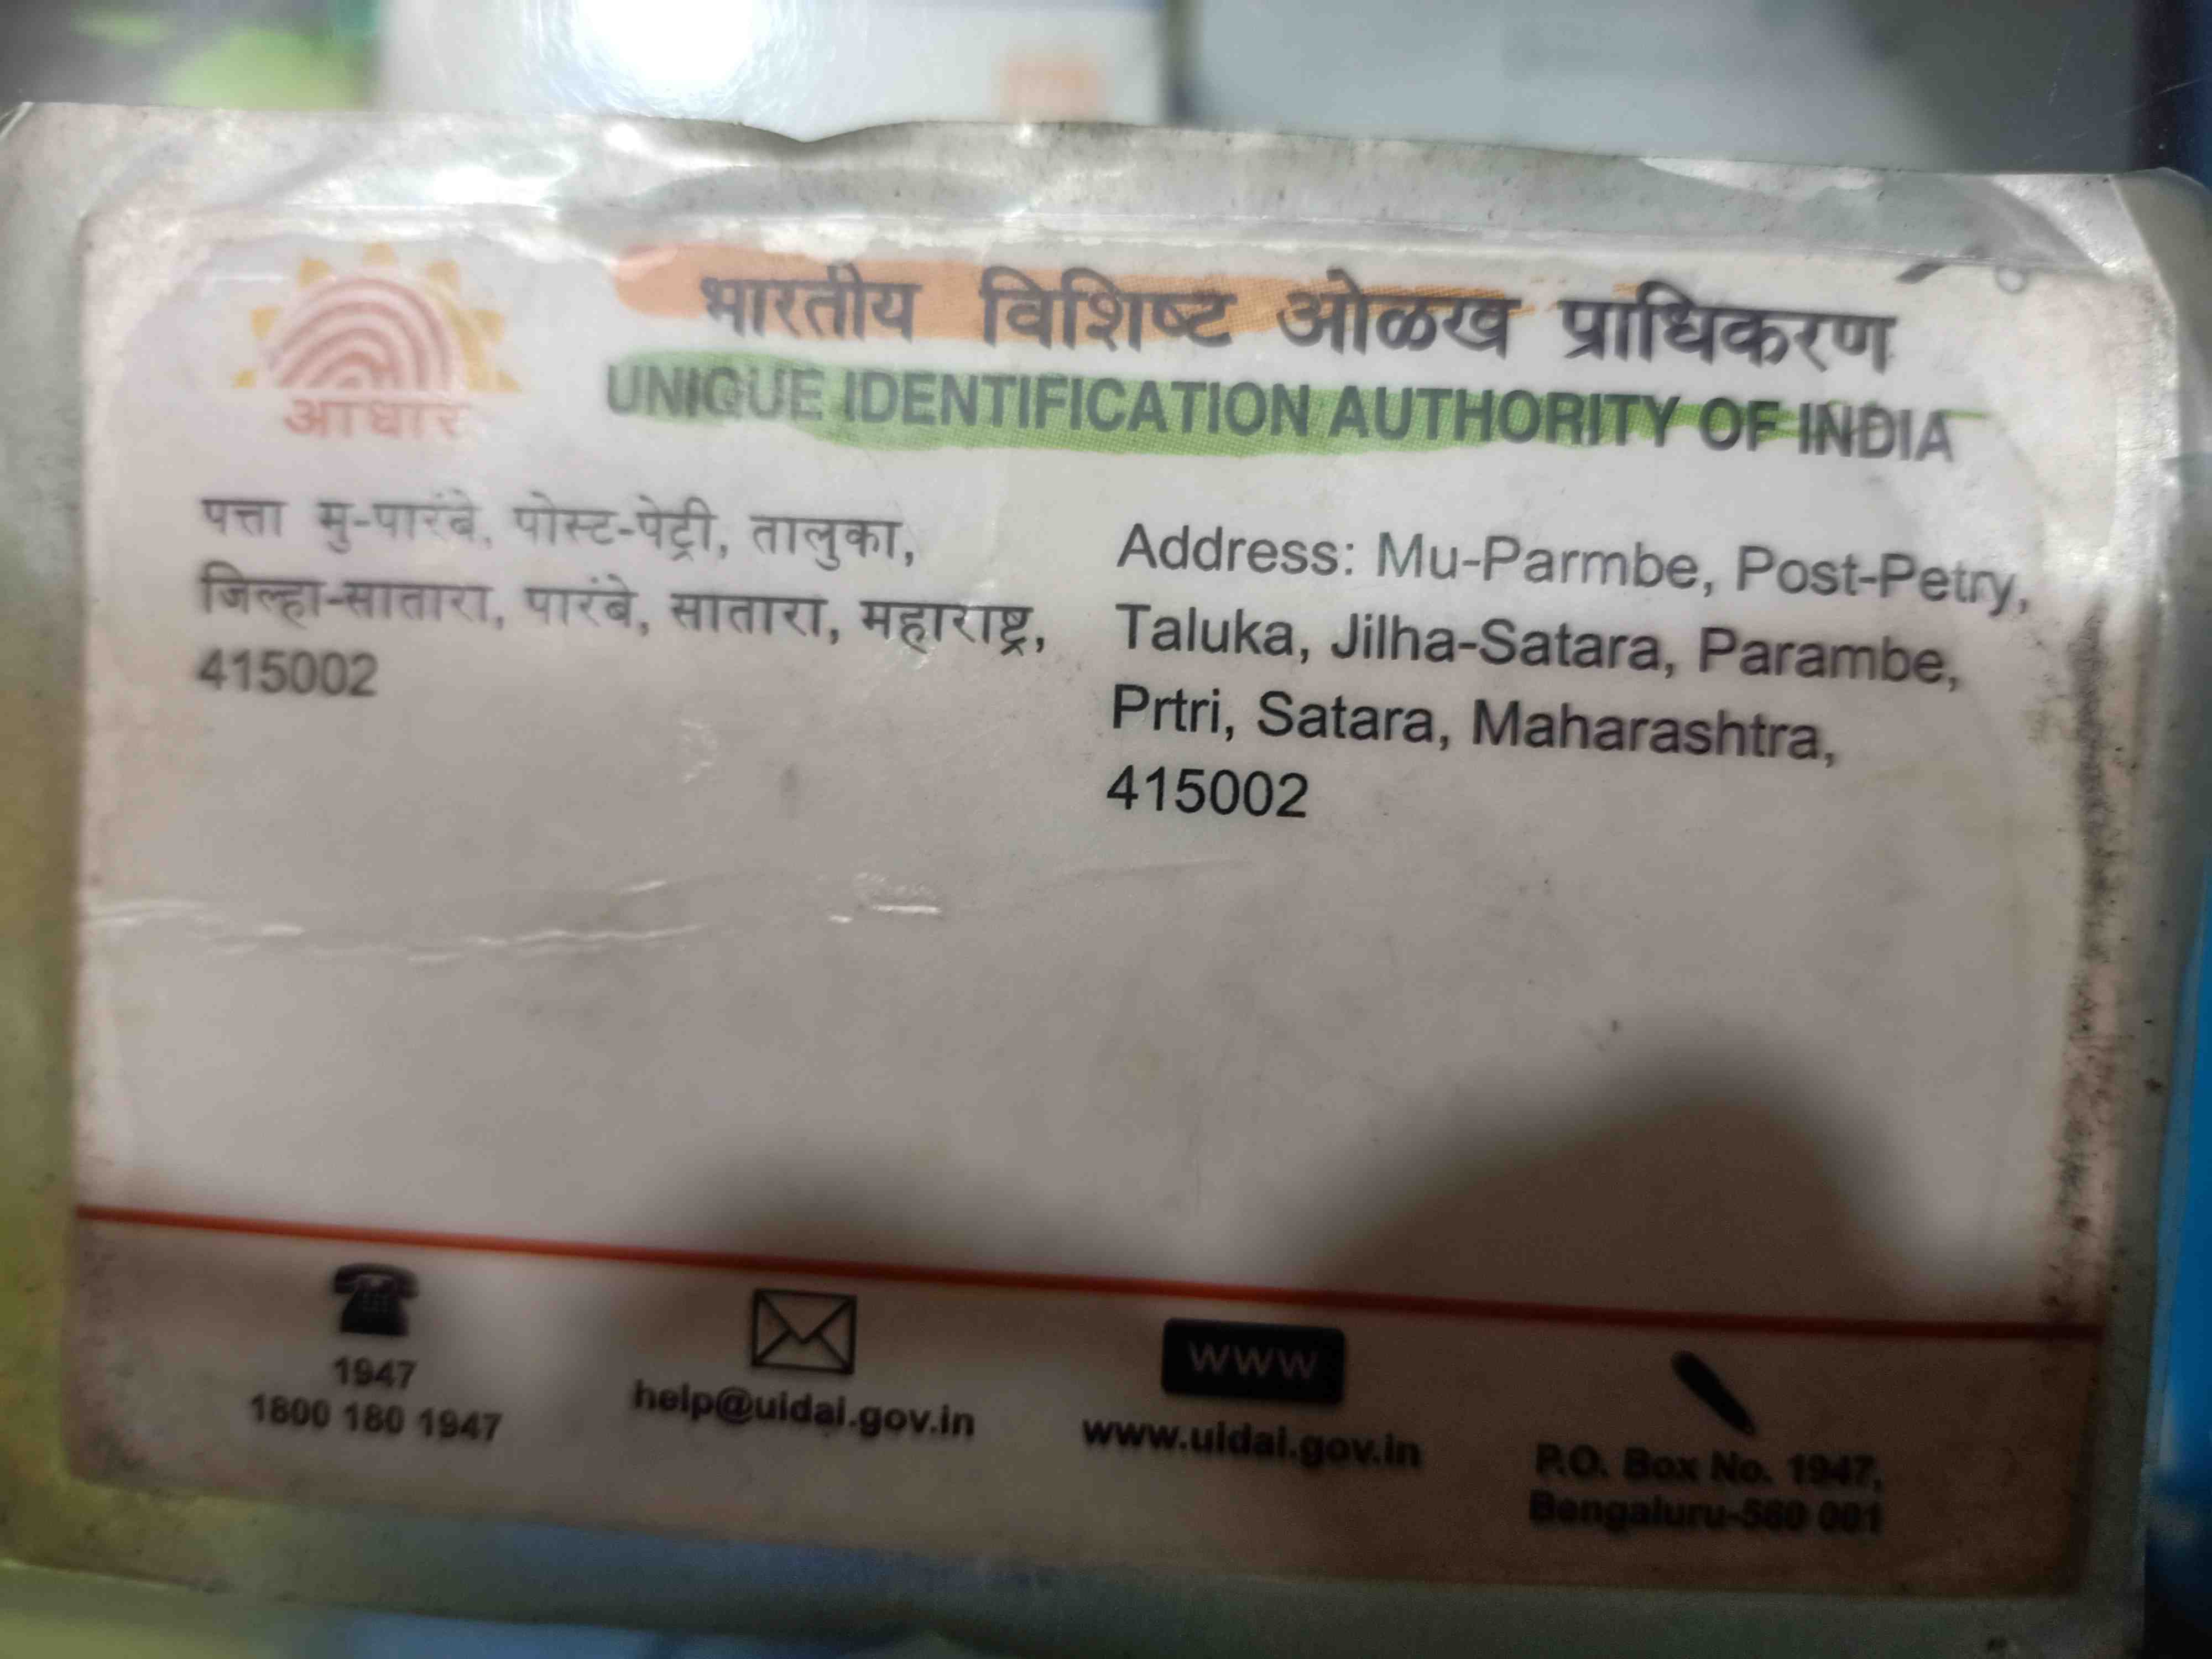 भारतीय विशिष्ट ओळख प्राधिकरण
UNIQUE IDENTIFICATION AUTHORITY OF INDIA
आधार
पत्ता मु-पारंबे, पोस्ट-पेट्री, तालुका,
जिल्हा-सातारा, पारंबे, सातारा, महाराष्ट्र,
415002
Address: Mu-Parmbe, Post-Petry,
Taluka, Jilha-Satara, Parambe,
Prtri, Satara, Maharashtra,
415002
1947
1800 180 1947
help@uidai.gov.in
WWW
www.uidai.gov.in
P.O. Box No. 1947,
Bengaluru-560 001